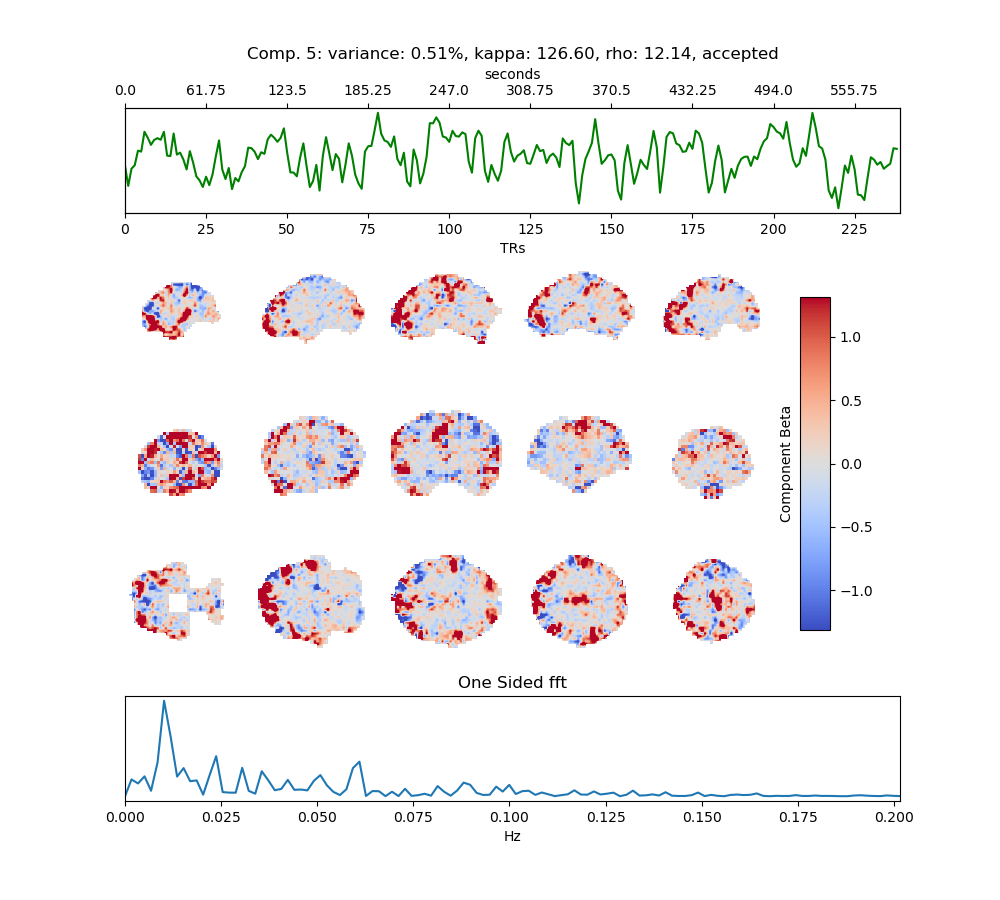 Comp. 5: variance: 0.51%, kappa: 126.60, rho: 12.14, accepted
seconds
0.0 61.75 123.5 185.25 247.0 308.75 370.5 432.25 494.0 555.75
0 25 50 75 100 125 150 175 200 225
TRs
1.0
0.5
0.0
−0.5
−1.0
Component Beta
One Sided fft
0.000 0.025 0.050 0.075 0.100 0.125 0.150 0.175 0.200
Hz